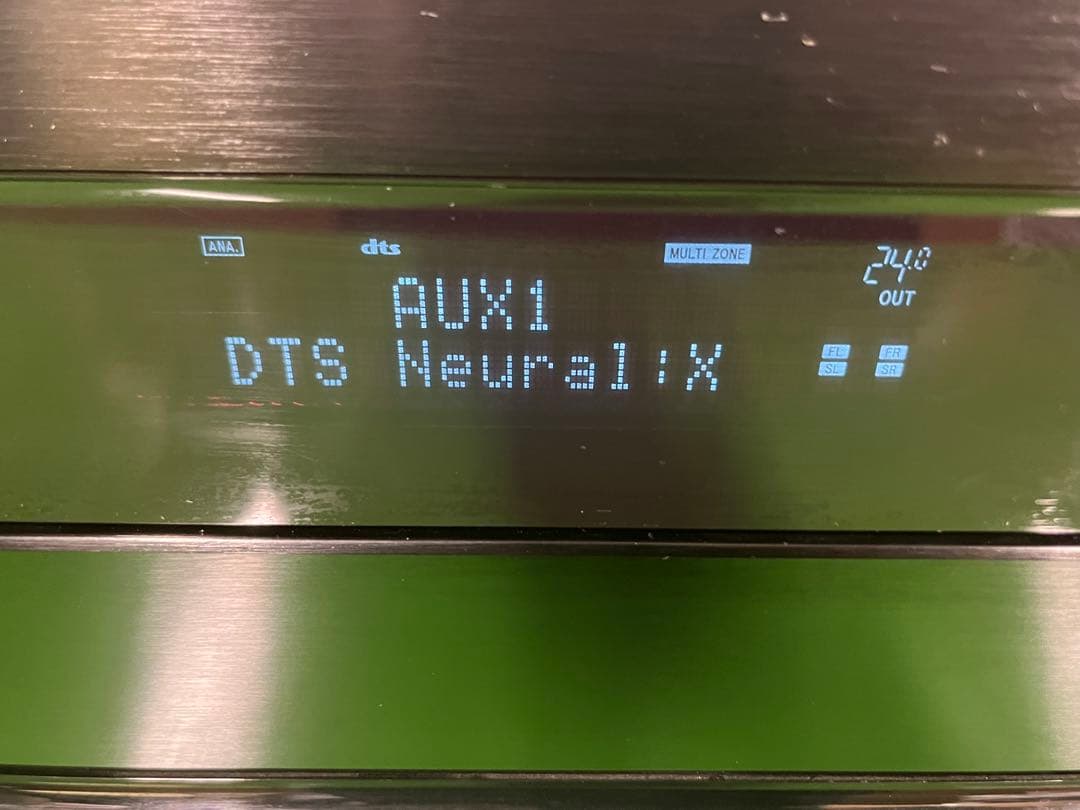 ANA. dts MULTI ZONE 24.0
OUT
AUX1
DTS Neural:X
FL FR
SL SR